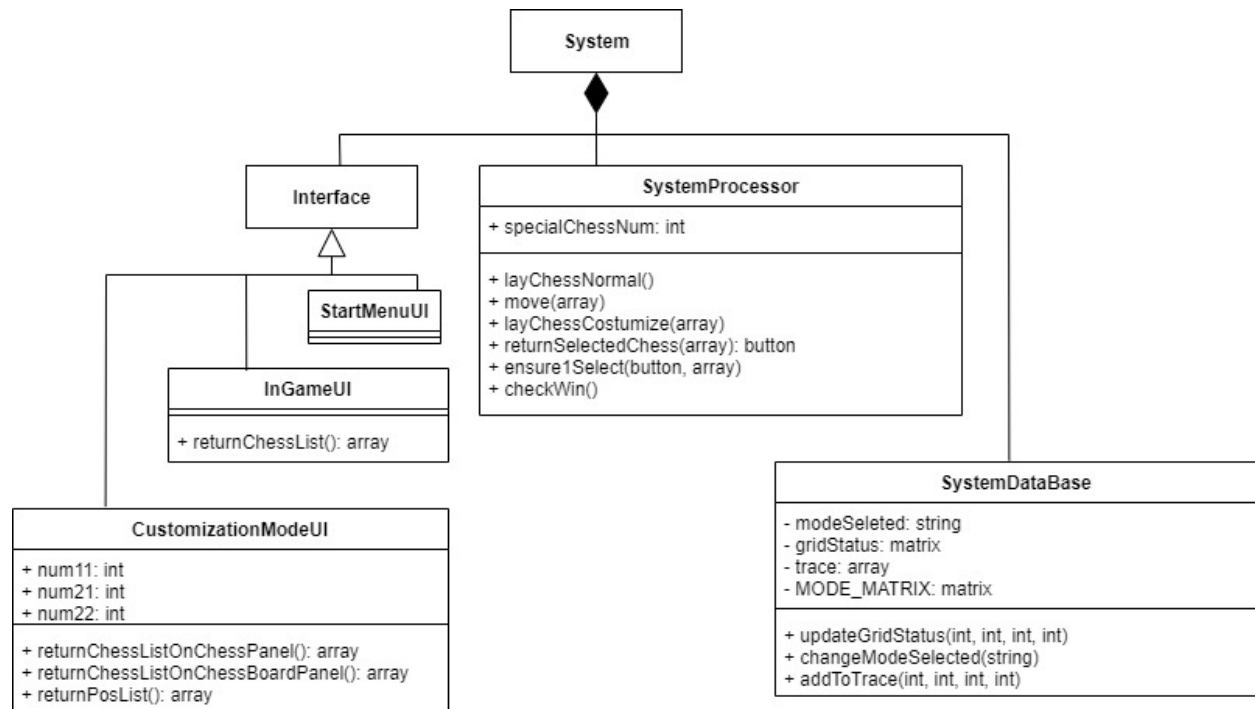 System
Interface
SystemProcessor
+ specialChessNum: int
+ layChessNormal()
+ move(array)
+ layChessCostumize(array)
+ returnSelectedChess(array): button
+ ensure1Select(button, array)
+ checkWin()
StartMenuUI
InGameUI
+ returnChessList(): array
CustomizationModeUI
+ num11: int
+ num21: int
+ num22: int
+ returnChessListOnChessPanel(): array
+ returnChessListOnChessBoardPanel(): array
+ returnPosList(): array
SystemDataBase
- modeSeleted: string
- gridStatus: matrix
- trace: array
- MODE_MATRIX: matrix
+ updateGridStatus(int, int, int, int)
+ changeModeSelected(string)
+ addToTrace(int, int, int, int)